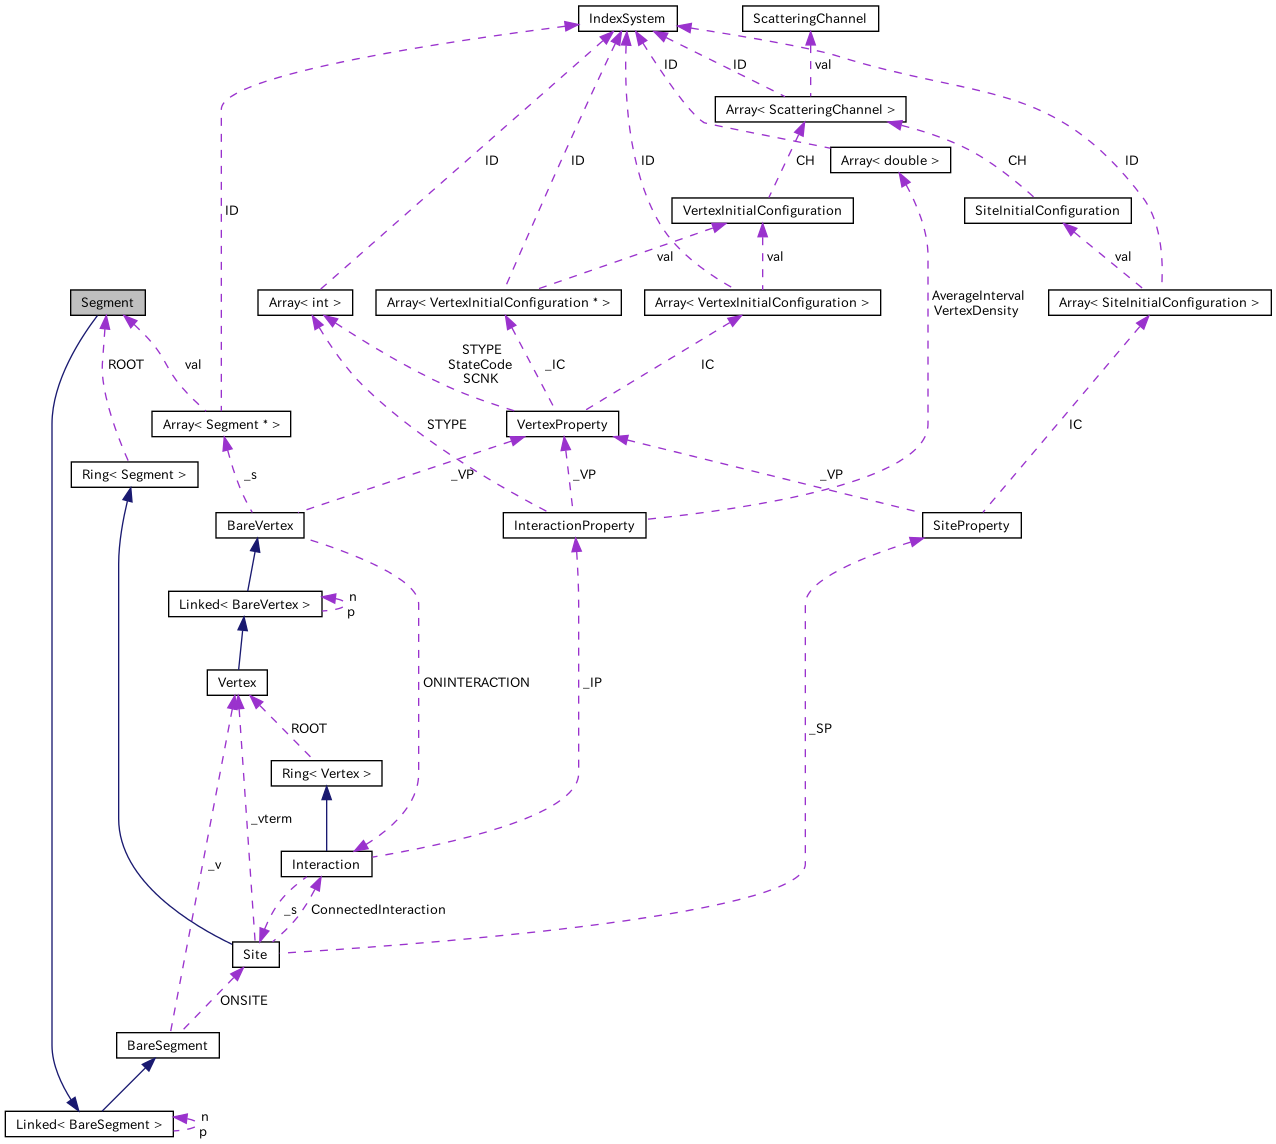 IndexSystem
ScatteringChannel
ID
ID
val
Array< ScatteringChannel >
ID
ID
ID
CH
Array< double >
CH
ID
ID
VertexInitialConfiguration
SiteInitialConfiguration
val
val
val
Segment
Array< int >
Array< VertexInitialConfiguration * >
Array< VertexInitialConfiguration >
AverageInterval
VertexDensity
Array< SiteInitialConfiguration >
ROOT
val
STYPE
StateCode
SCNK
_IC
IC
Array< Segment * >
STYPE
VertexProperty
IC
Ring< Segment >
_s
_VP
_VP
_VP
BareVertex
InteractionProperty
SiteProperty
Linked< BareVertex >
n
p
Vertex
ONINTERACTION
_IP
ROOT
_SP
Ring< Vertex >
_vterm
_v
Interaction
_s
ConnectedInteraction
Site
ONSITE
BareSegment
Linked< BareSegment >
n
p